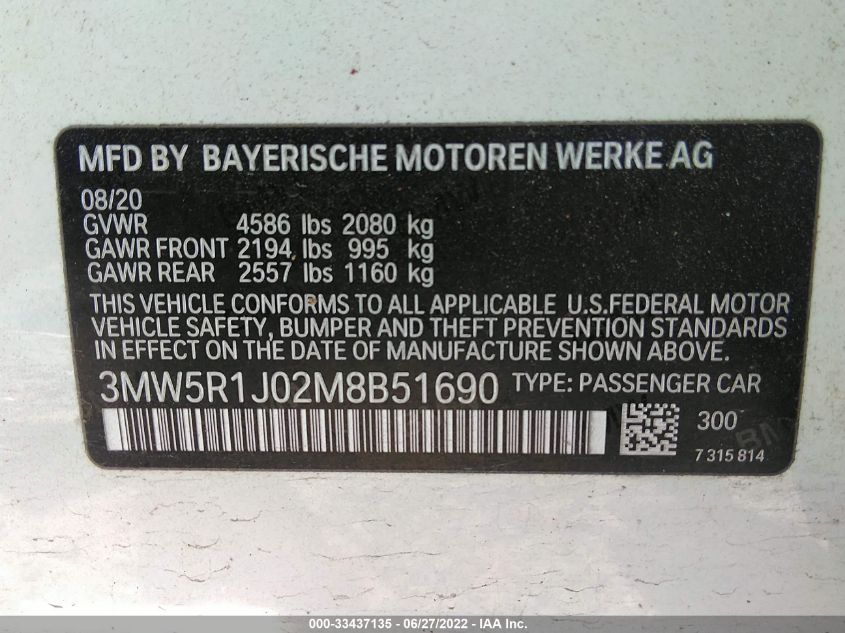 MFD BY BAYERISCHE MOTOREN WERKE AG
08/20
GVWR 4586 lbs 2080 kg
GAWR FRONT 2194 lbs 995 kg
GAWR REAR 2557 lbs 1160 kg
THIS VEHICLE CONFORMS TO ALL APPLICABLE U.S.FEDERAL MOTOR
VEHICLE SAFETY, BUMPER AND THEFT PREVENTION STANDARDS
IN EFFECT ON THE DATE OF MANUFACTURE SHOWN ABOVE.
3MW5R1J02M8B51690 TYPE: PASSENGER CAR
300
7 315 814
000-33437135 - 06/27/2022 - IAA Inc.